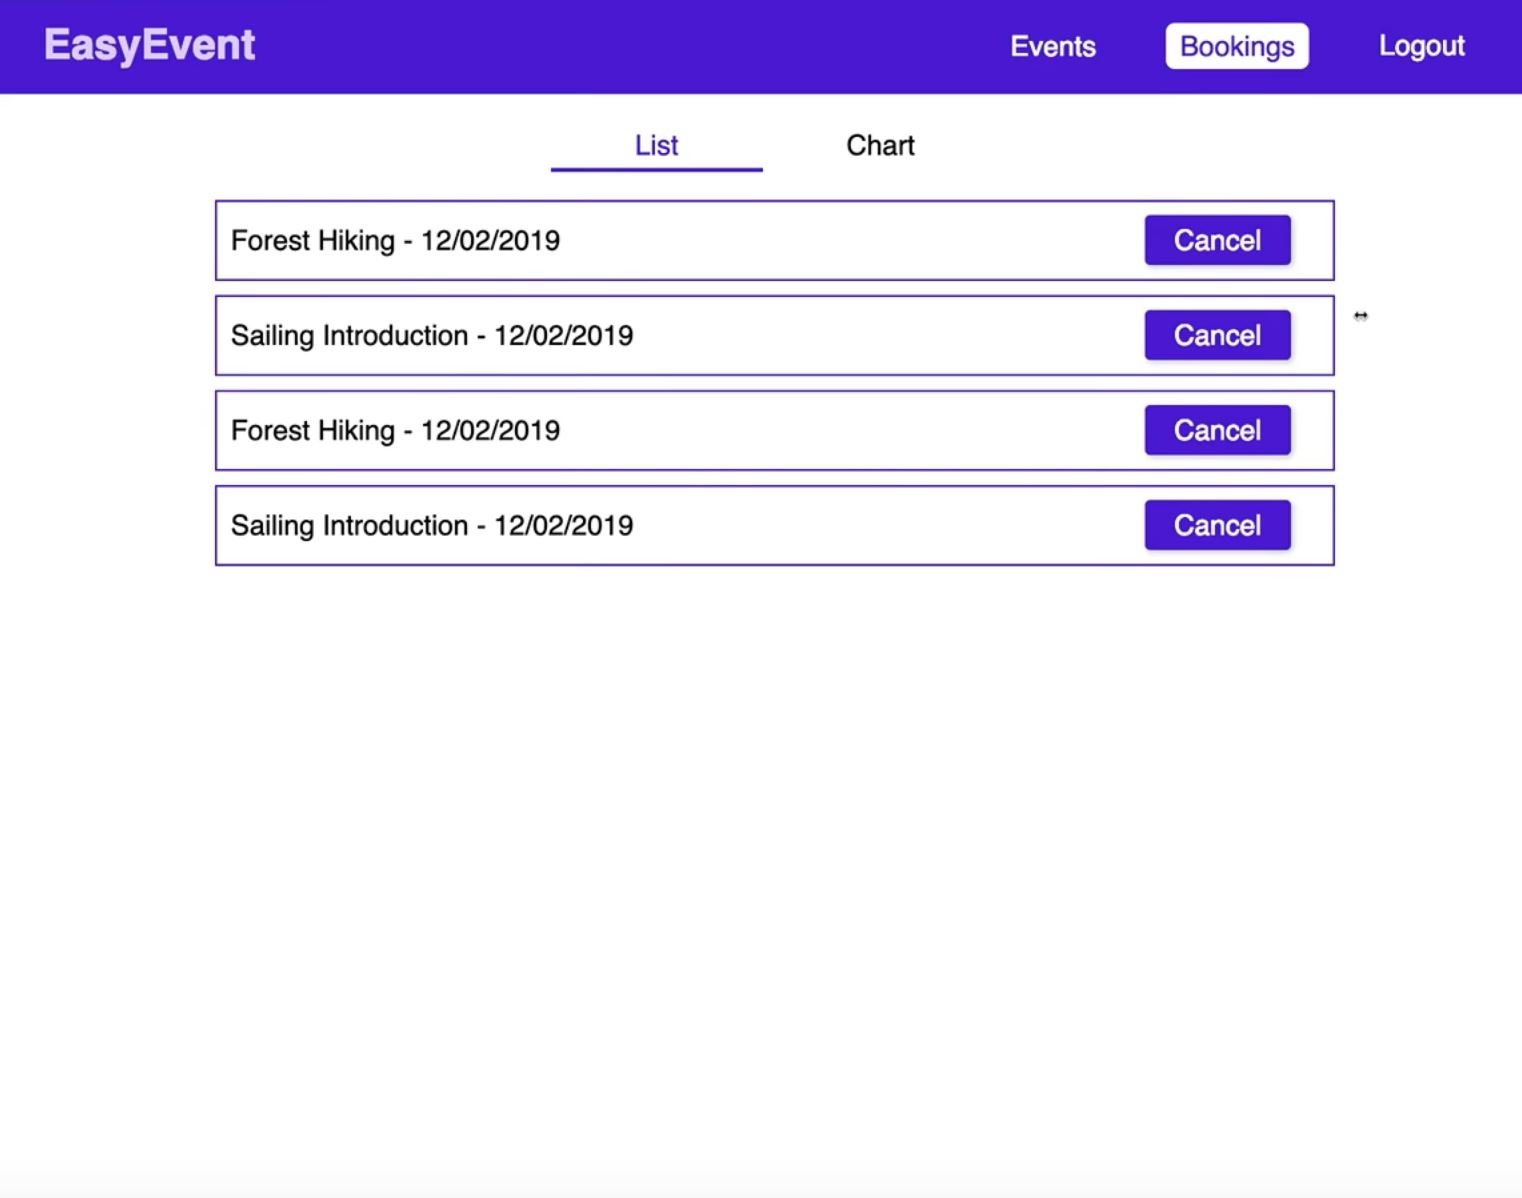 EasyEvent Events Bookings Logout
List Chart
Forest Hiking - 12/02/2019 Cancel
Sailing Introduction - 12/02/2019 Cancel
Forest Hiking - 12/02/2019 Cancel
Sailing Introduction - 12/02/2019 Cancel